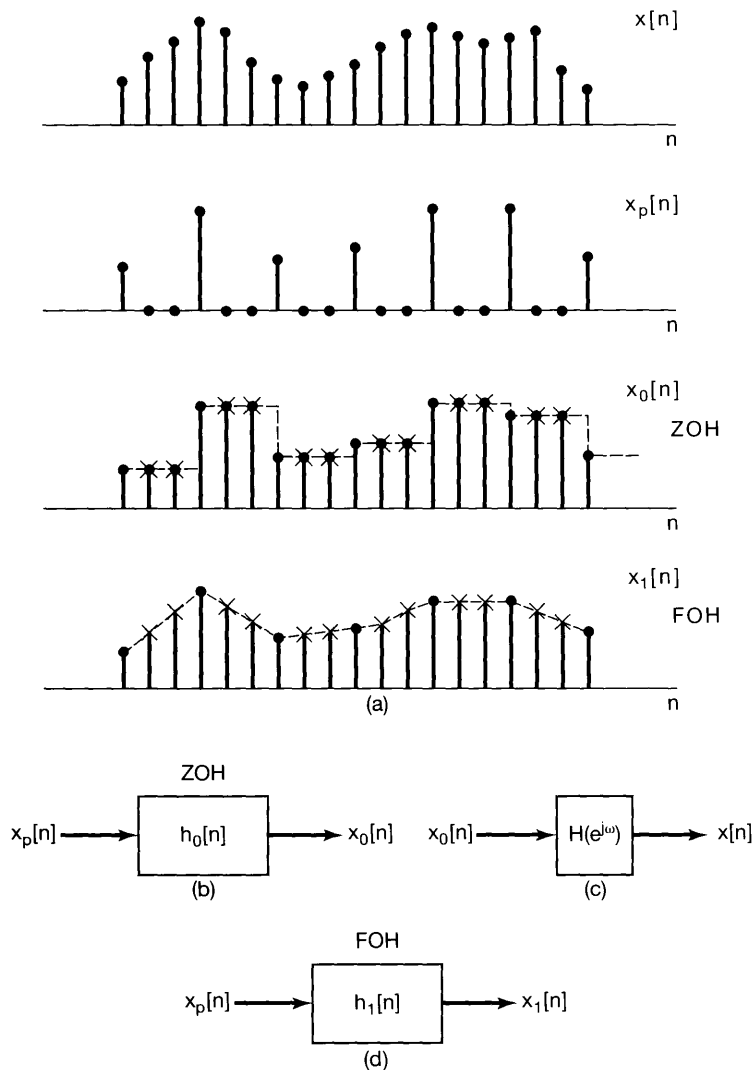 x[n]
n
xₚ[n]
n
x₀[n]
ZOH
n
x₁[n]
FOH
n
(a)
ZOH
xₚ[n] h₀[n] x₀[n]
(b)
x₀[n] H(e^{jω}) x[n]
(c)
FOH
xₚ[n] h₁[n] x₁[n]
(d)